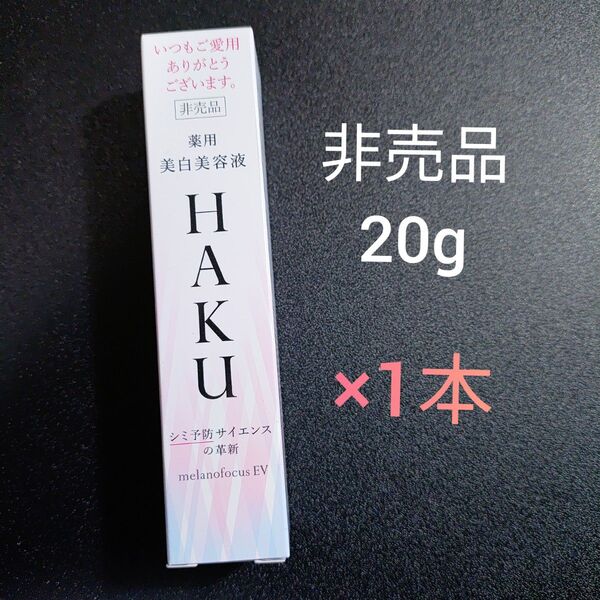 いつもご愛用
ありがとう
ございます。
非売品
薬用
美白美容液
HAKU
シミ予防サイエンス
の革新
melanofocus EV
非売品
20g
×1本